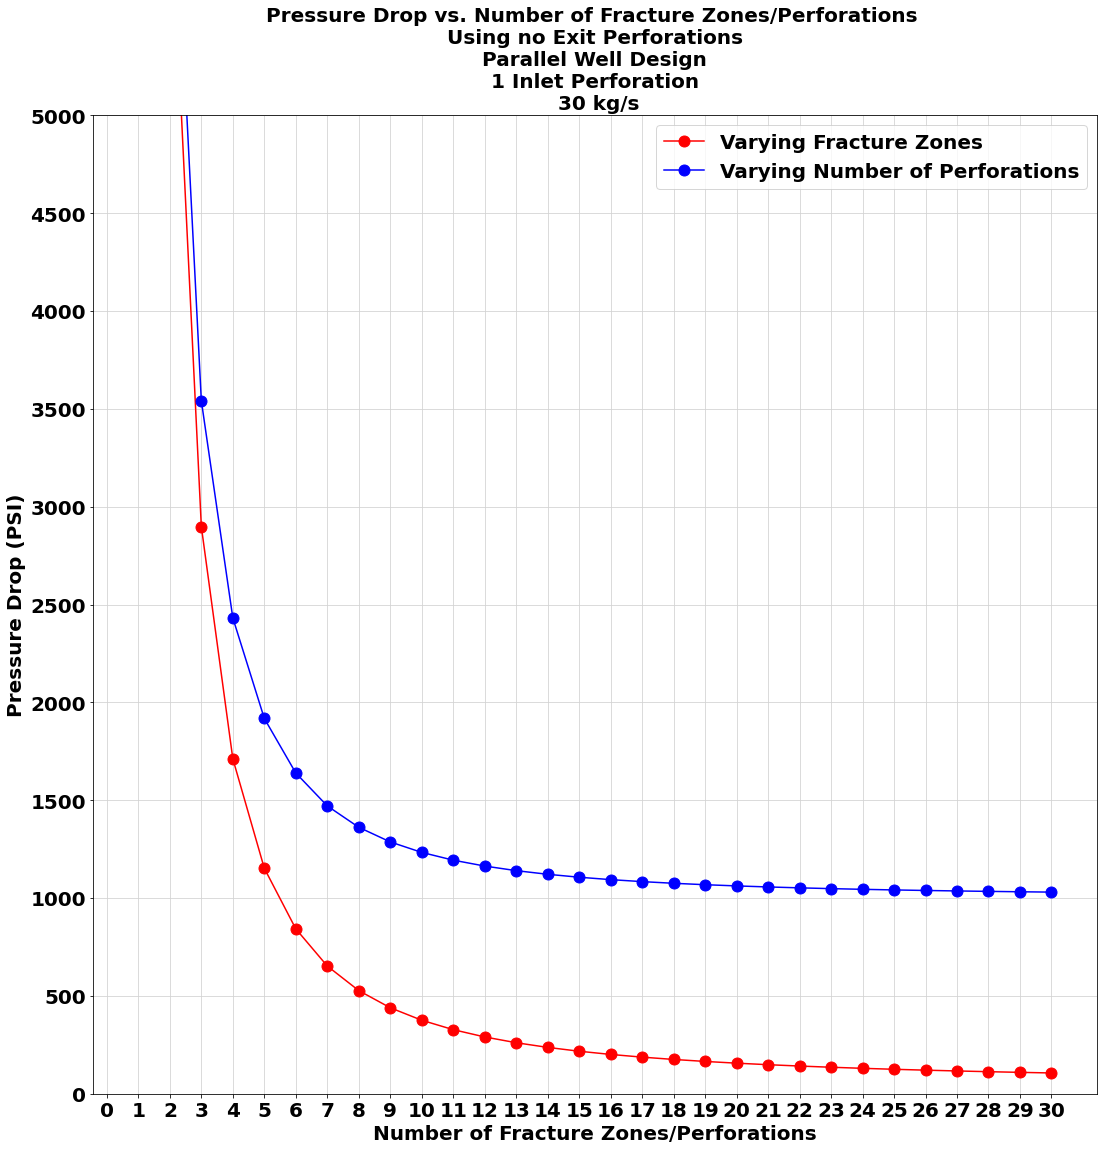 Pressure Drop vs. Number of Fracture Zones/Perforations
Using no Exit Perforations
Parallel Well Design
1 Inlet Perforation
30 kg/s
Varying Fracture Zones
Varying Number of Perforations
Pressure Drop (PSI)
5000
4500
4000
3500
3000
2500
2000
1500
1000
500
0
0 1 2 3 4 5 6 7 8 9 10 11 12 13 14 15 16 17 18 19 20 21 22 23 24 25 26 27 28 29 30
Number of Fracture Zones/Perforations